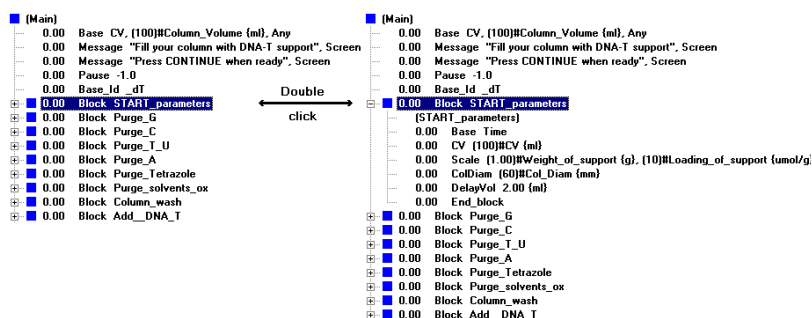 (Main)
0.00 Base CV, (100)#Column_Volume {ml}, Any
0.00 Message "Fill your column with DNA-T support", Screen
0.00 Message "Press CONTINUE when ready", Screen
0.00 Pause -1.0
0.00 Base_Id _dT
0.00 Block START_parameters
0.00 Block Purge_G
0.00 Block Purge_C
0.00 Block Purge_T_U
0.00 Block Purge_A
0.00 Block Purge_Tetrazole
0.00 Block Purge_solvents_ox
0.00 Block Column_wash
0.00 Block Add__DNA_T
Double
click
(Main)
0.00 Base CV, (100)#Column_Volume {ml}, Any
0.00 Message "Fill your column with DNA-T support", Screen
0.00 Message "Press CONTINUE when ready", Screen
0.00 Pause -1.0
0.00 Base_Id _dT
0.00 Block START_parameters
(START_parameters)
0.00 Base Time
0.00 CV (100)#CV {ml}
0.00 Scale (1.00)#Weight_of_support {g}, (10)#Loading_of_support {umol/g}
0.00 ColDiam (60)#Col_Diam {mm}
0.00 DelayVol 2.00 {ml}
0.00 End_block
0.00 Block Purge_G
0.00 Block Purge_C
0.00 Block Purge_T_U
0.00 Block Purge_A
0.00 Block Purge_Tetrazole
0.00 Block Purge_solvents_ox
0.00 Block Column_wash
0.00 Block Add__DNA_T